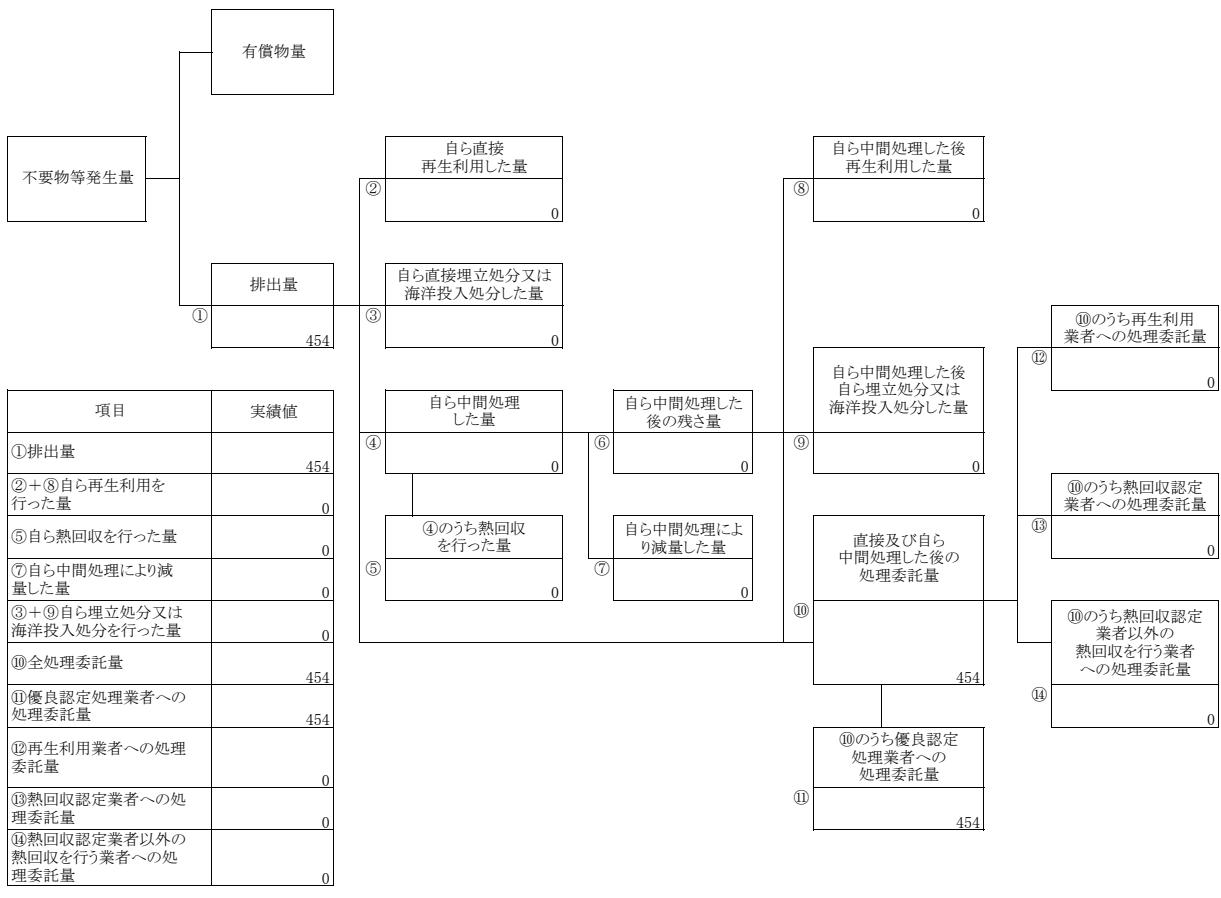 有償物量
不要物等発生量
自ら直接
再生利用した量
②
0
自ら中間処理した後
再生利用した量
⑧
0
排出量
①
454
自ら直接埋立処分又は
海洋投入処分した量
③
0
⑩のうち再生利用
業者への処理委託量
⑫
0
自ら中間処理
した量
④
0
自ら中間処理した
後の残さ量
⑥
0
自ら中間処理した後
自ら埋立処分又は
海洋投入処分した量
⑨
0
⑩のうち熱回収認定
業者への処理委託量
⑬
0
④のうち熱回収
を行った量
⑤
0
自ら中間処理によ
り減量した量
⑦
0
直接及び自ら
中間処理した後の
処理委託量
⑩
454
⑩のうち熱回収認定
業者以外の
熱回収を行う業者
への処理委託量
⑭
0
⑩のうち優良認定
処理業者への
処理委託量
⑪
454
項目 実績値
①排出量
454
②＋⑧自ら再生利用を
行った量
0
⑤自ら熱回収を行った量
0
⑦自ら中間処理により減
量した量
0
③＋⑨自ら埋立処分又は
海洋投入処分を行った量
0
⑩全処理委託量
454
⑪優良認定処理業者への
処理委託量
454
⑫再生利用業者への処理
委託量
0
⑬熱回収認定業者への処
理委託量
0
⑭熱回収認定業者以外の
熱回収を行う業者への処
理委託量
0